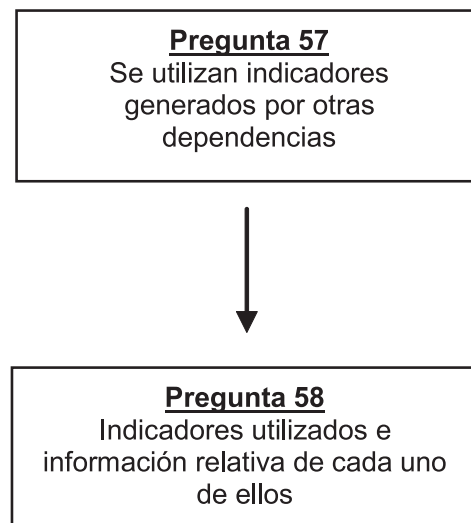 Pregunta 57
Se utilizan indicadores
generados por otras
dependencias
Pregunta 58
Indicadores utilizados e
información relativa de cada uno
de ellos